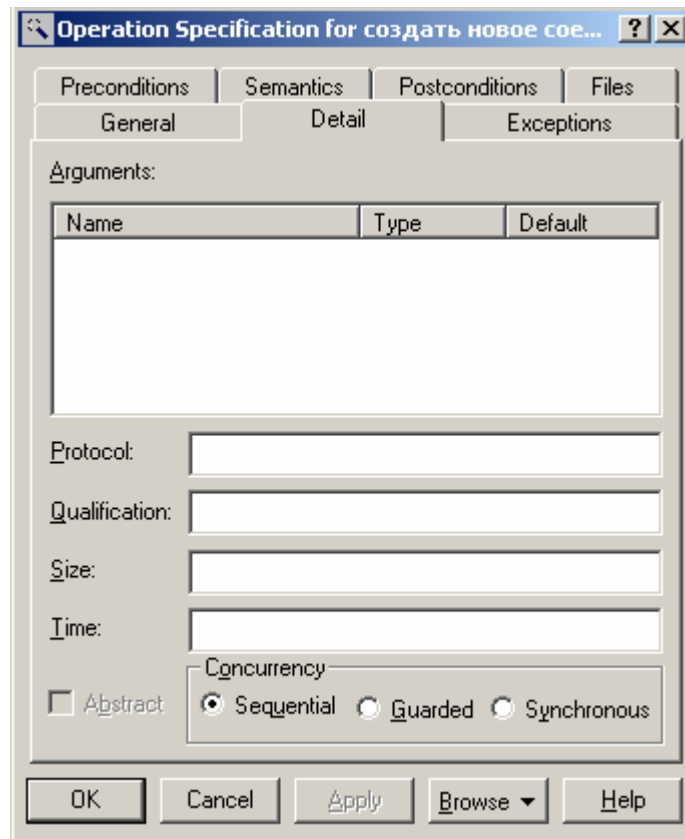 Operation Specification for создать новое сое...
Preconditions Semantics Postconditions Files
General Detail Exceptions
Arguments:
Name Type Default
Protocol:
Qualification:
Size:
Time:
Concurrency
Abstract Sequential Guarded Synchronous
OK Cancel Apply Browse Help